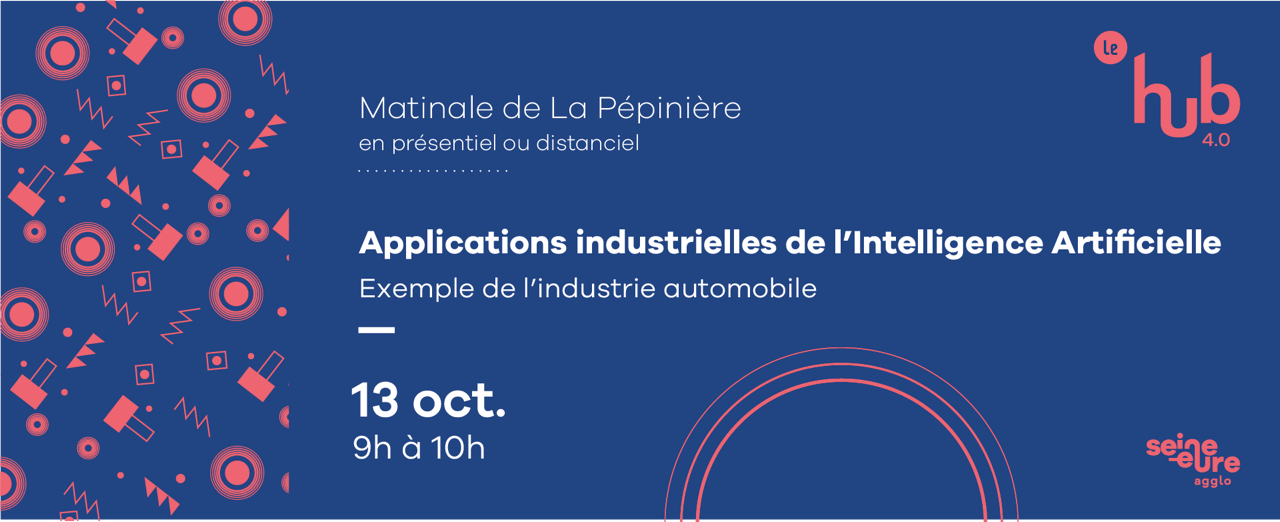 le
hub
4.0
Matinale de La Pépinière
en présentiel ou distanciel
Applications industrielles de l’Intelligence Artificielle
Exemple de l’industrie automobile
13 oct.
9h à 10h
seine
-eure
agglo